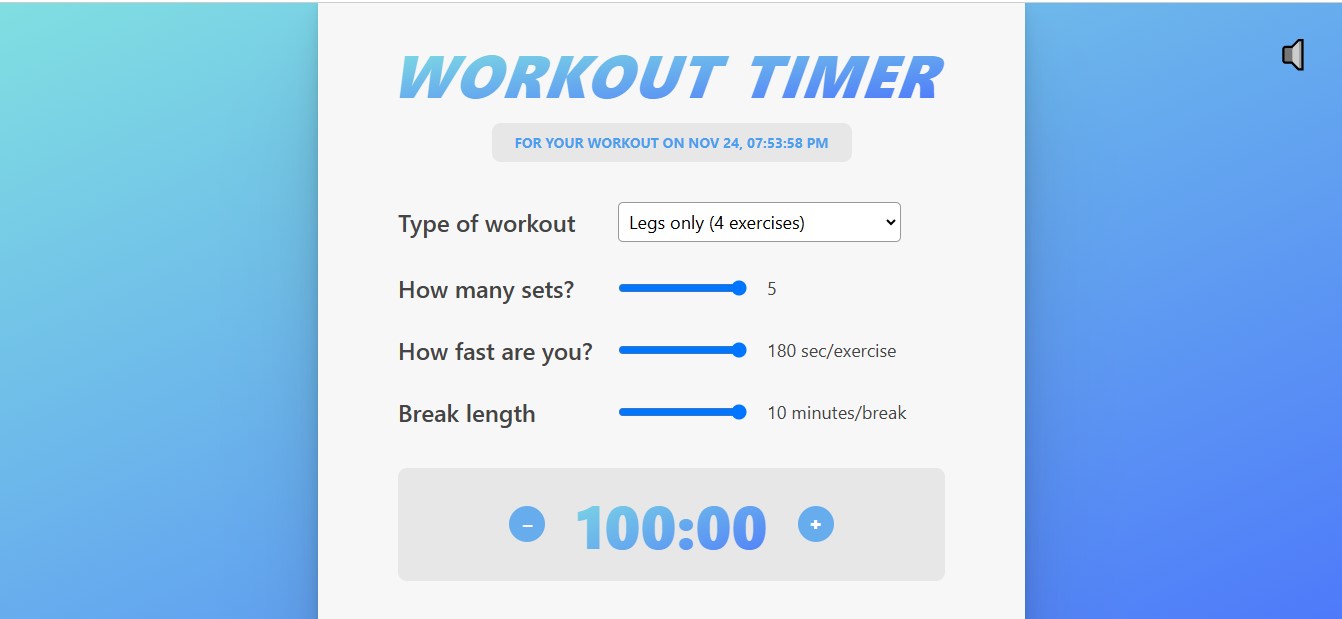 WORKOUT TIMER
FOR YOUR WORKOUT ON NOV 24, 07:53:58 PM
Type of workout Legs only (4 exercises)
How many sets? 5
How fast are you? 180 sec/exercise
Break length 10 minutes/break
– 100:00 +